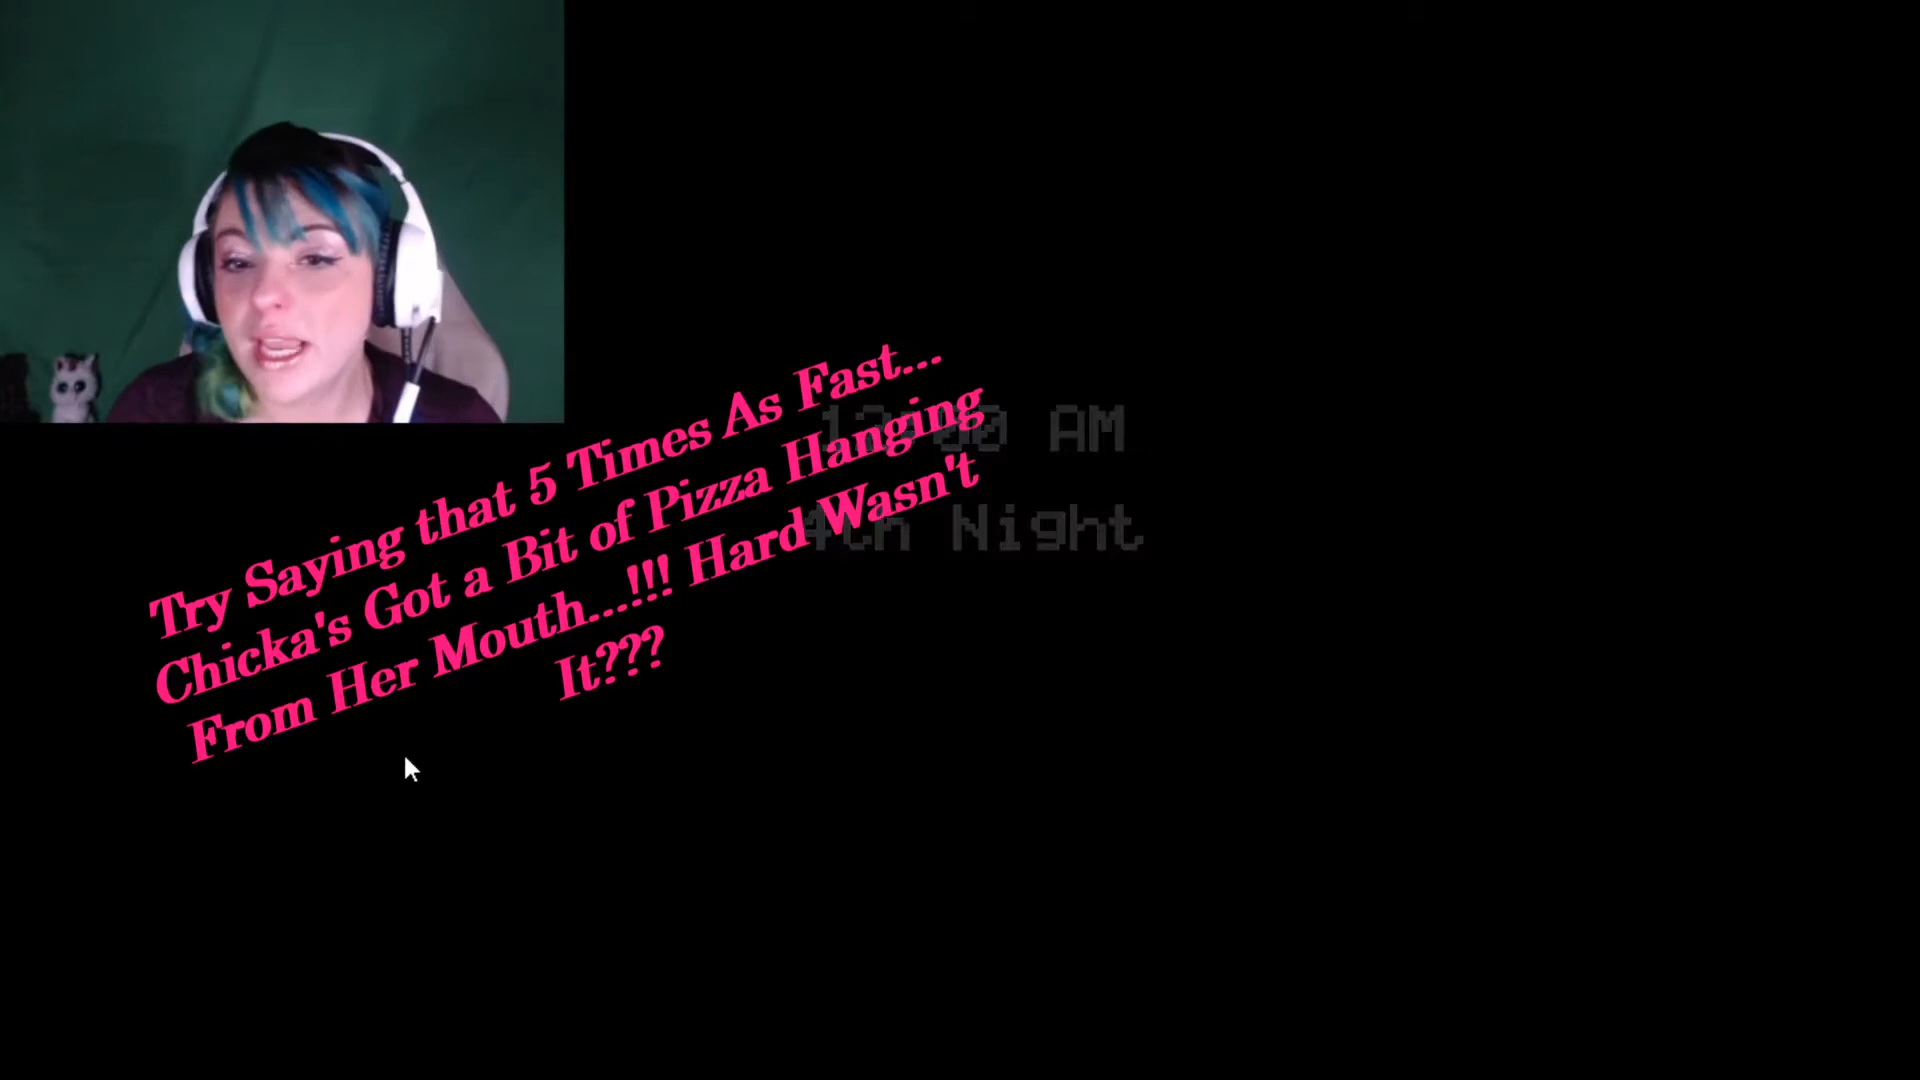 Try Saying that 5 Times As Fast...
Chicka's Got a Bit of Pizza Hanging
From Her Mouth...!!! Hard Wasn't
It???
12:00 AM
4th Night